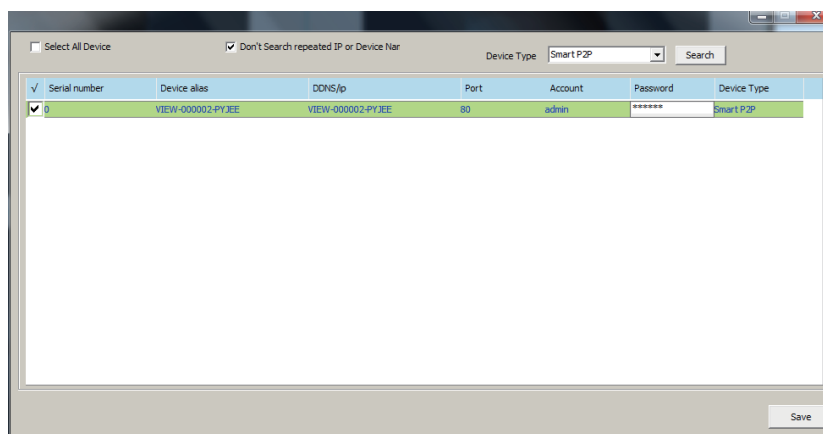 Select All Device Don't Search repeated IP or Device Nar Device Type Smart P2P Search
√ Serial number Device alias DDNS/ip Port Account Password Device Type
0 VIEW-000002-PYJEE VIEW-000002-PYJEE 80 admin ****** Smart P2P
Save